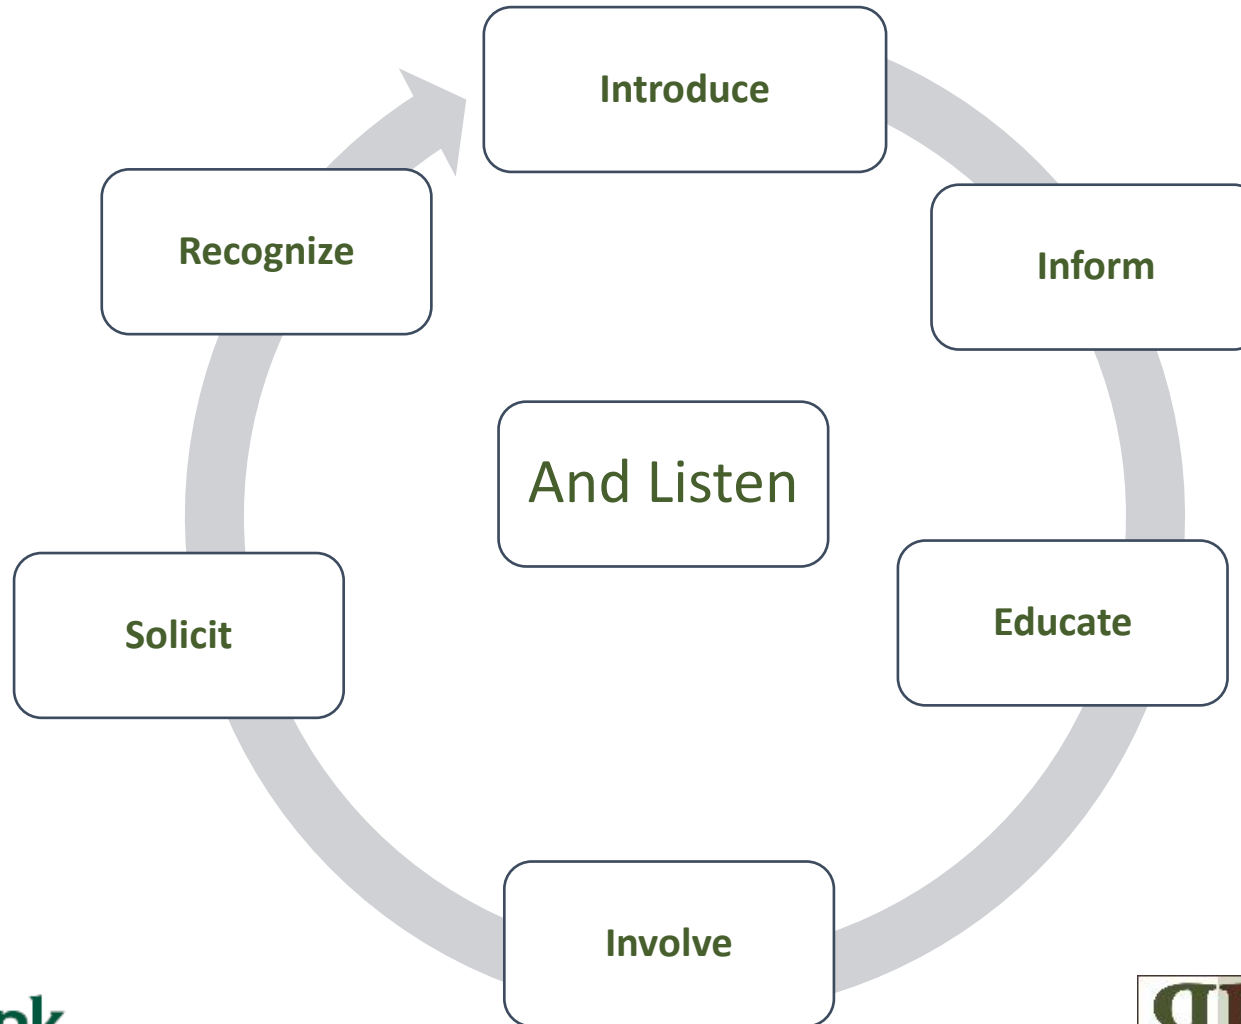 Introduce
Inform
Educate
Involve
Solicit
Recognize
And Listen